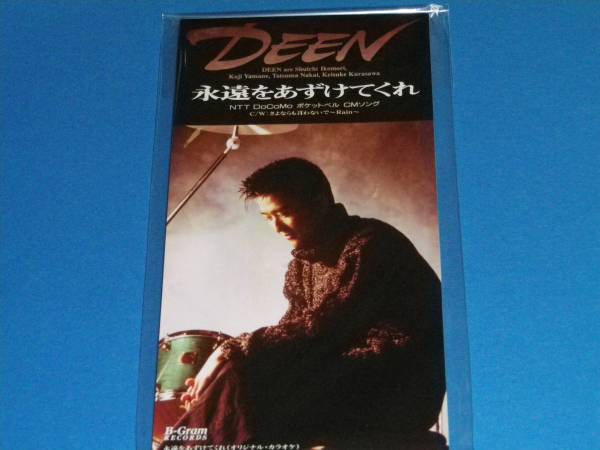 DEEN
DEEN are Shuichi Ikemori,
Kouji Yamane, Tatsuma Nakai, Keisuke Kurasawa
永遠をあずけてくれ
NTT DoCoMo ポケットベル CMソング
C/W:さよならも言わないで〜Rain〜
B-Gram
RECORDS
永遠をあずけてくれ(オリジナル・カラオケ)